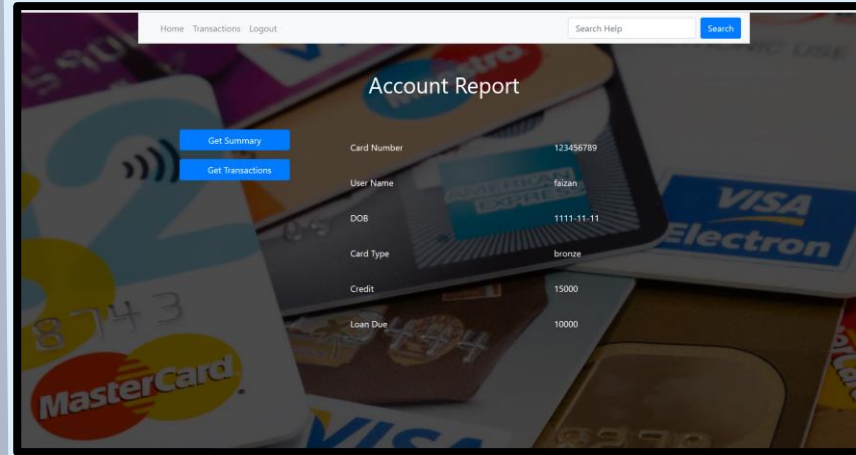 Home Transactions Logout
Search Help
Search
Account Report
Get Summary
Get Transactions
Card Number 123456789
User Name faizan
DOB 1111-11-11
Card Type bronze
Credit 15000
Loan Due 10000
Maestro
AMERICAN
EXPRESS
ELECTRONIC USE
VISA
Electron
8743
MasterCard
VISA